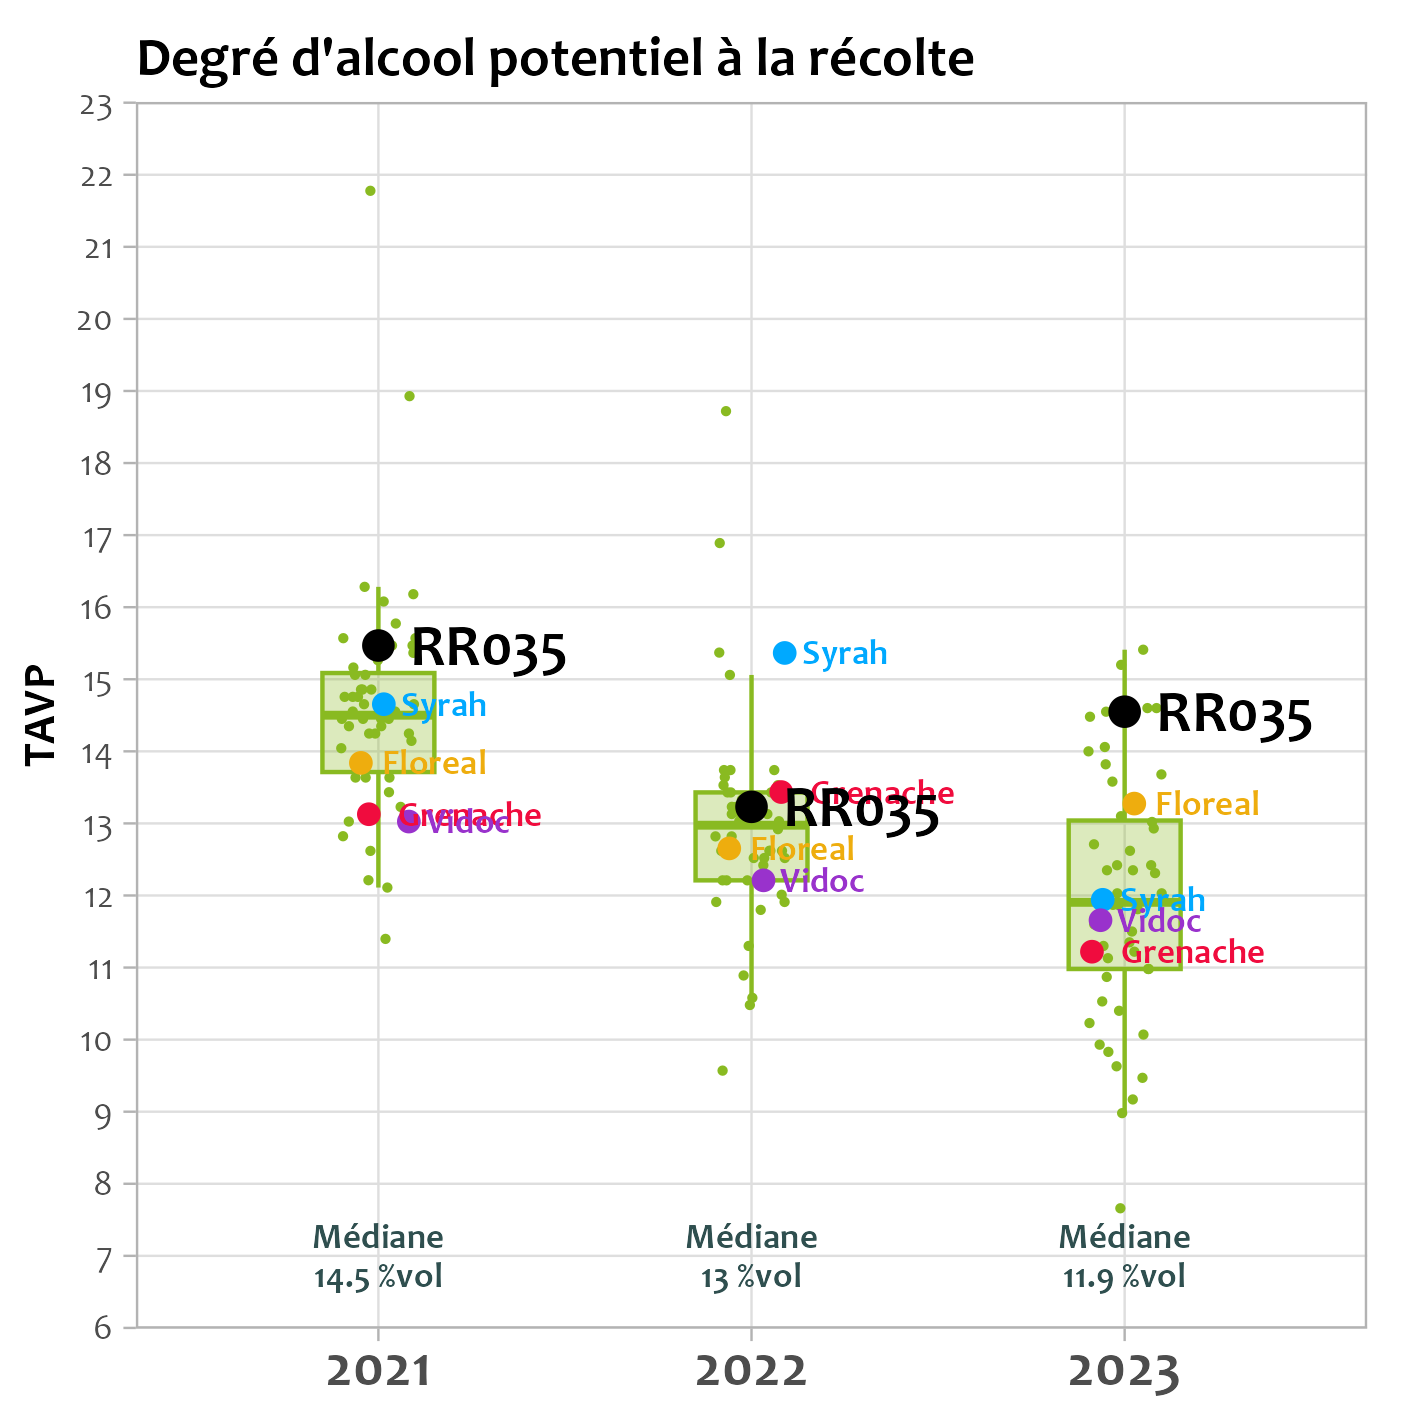 Degré d'alcool potentiel à la récolte
TAVP
23
22
21
20
19
18
17
16
15
14
13
12
11
10
9
8
7
6
RR035
Syrah
Floreal
Grenache
Vidoc
Syrah
Grenache
RR035
Floreal
Vidoc
RR035
Floreal
Syrah
Vidoc
Grenache
Médiane
14.5 %vol
Médiane
13 %vol
Médiane
11.9 %vol
2021
2022
2023